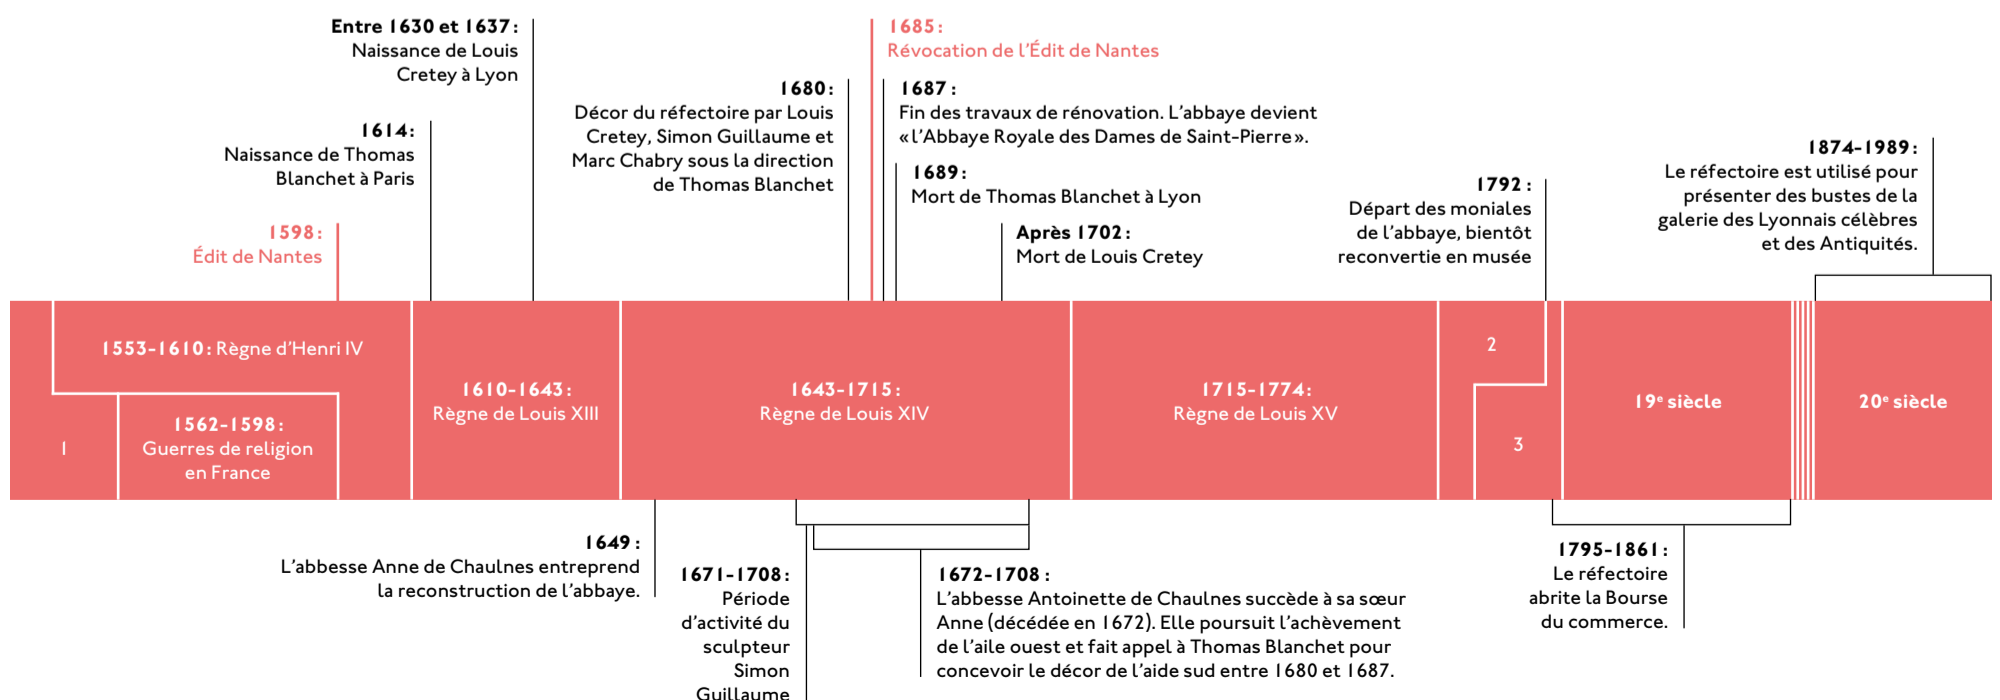 Entre 1630 et 1637 :
Naissance de Louis
Cretey à Lyon
1614 :
Naissance de Thomas
Blanchet à Paris
1598 :
Édit de Nantes
1680 :
Décor du réfectoire par Louis
Cretey, Simon Guillaume et
Marc Chabry sous la direction
de Thomas Blanchet
1685 :
Révocation de l'Édit de Nantes
1687 :
Fin des travaux de rénovation. L'abbaye devient
« l'Abbaye Royale des Dames de Saint-Pierre ».
1689 :
Mort de Thomas Blanchet à Lyon
Après 1702 :
Mort de Louis Cretey
1792 :
Départ des moniales
de l'abbaye, bientôt
reconvertie en musée
1874-1989 :
Le réfectoire est utilisé pour
présenter des bustes de la
galerie des Lyonnais célèbres
et des Antiquités.
1
1553-1610 : Règne d'Henri IV
1562-1598 :
Guerres de religion
en France
1610-1643 :
Règne de Louis XIII
1643-1715 :
Règne de Louis XIV
1715-1774 :
Règne de Louis XV
2
3
19e siècle
20e siècle
1649 :
L'abbesse Anne de Chaulnes entreprend
la reconstruction de l'abbaye.
1671-1708 :
Période
d'activité du
sculpteur
Simon
Guillaume
1672-1708 :
L'abbesse Antoinette de Chaulnes succède à sa sœur
Anne (décédée en 1672). Elle poursuit l'achèvement
de l'aile ouest et fait appel à Thomas Blanchet pour
concevoir le décor de l'aide sud entre 1680 et 1687.
1795-1861 :
Le réfectoire
abrite la Bourse
du commerce.